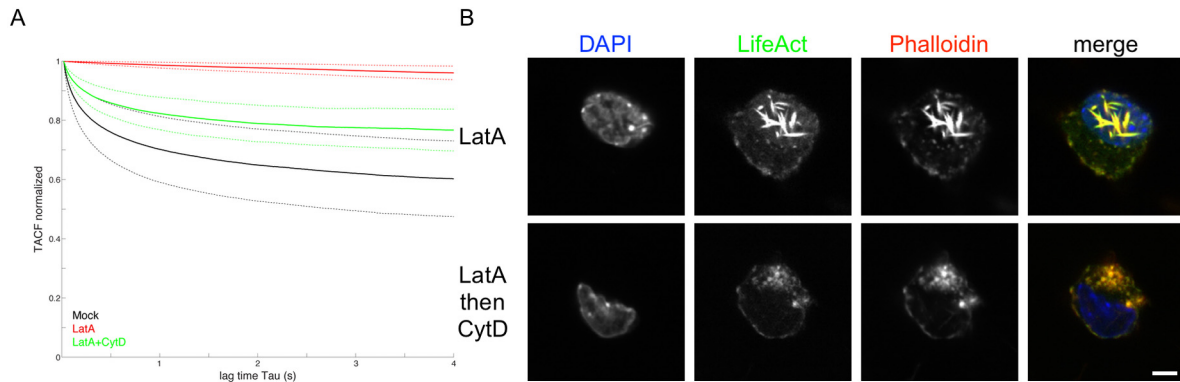 A
TACF normalized
1
0.8
0.6
0.4
0.2
0
Mock
LatA
LatA+CytD
1
2
3
4
lag time Tau (s)
B
DAPI
LifeAct
Phalloidin
merge
LatA
LatA
then
CytD